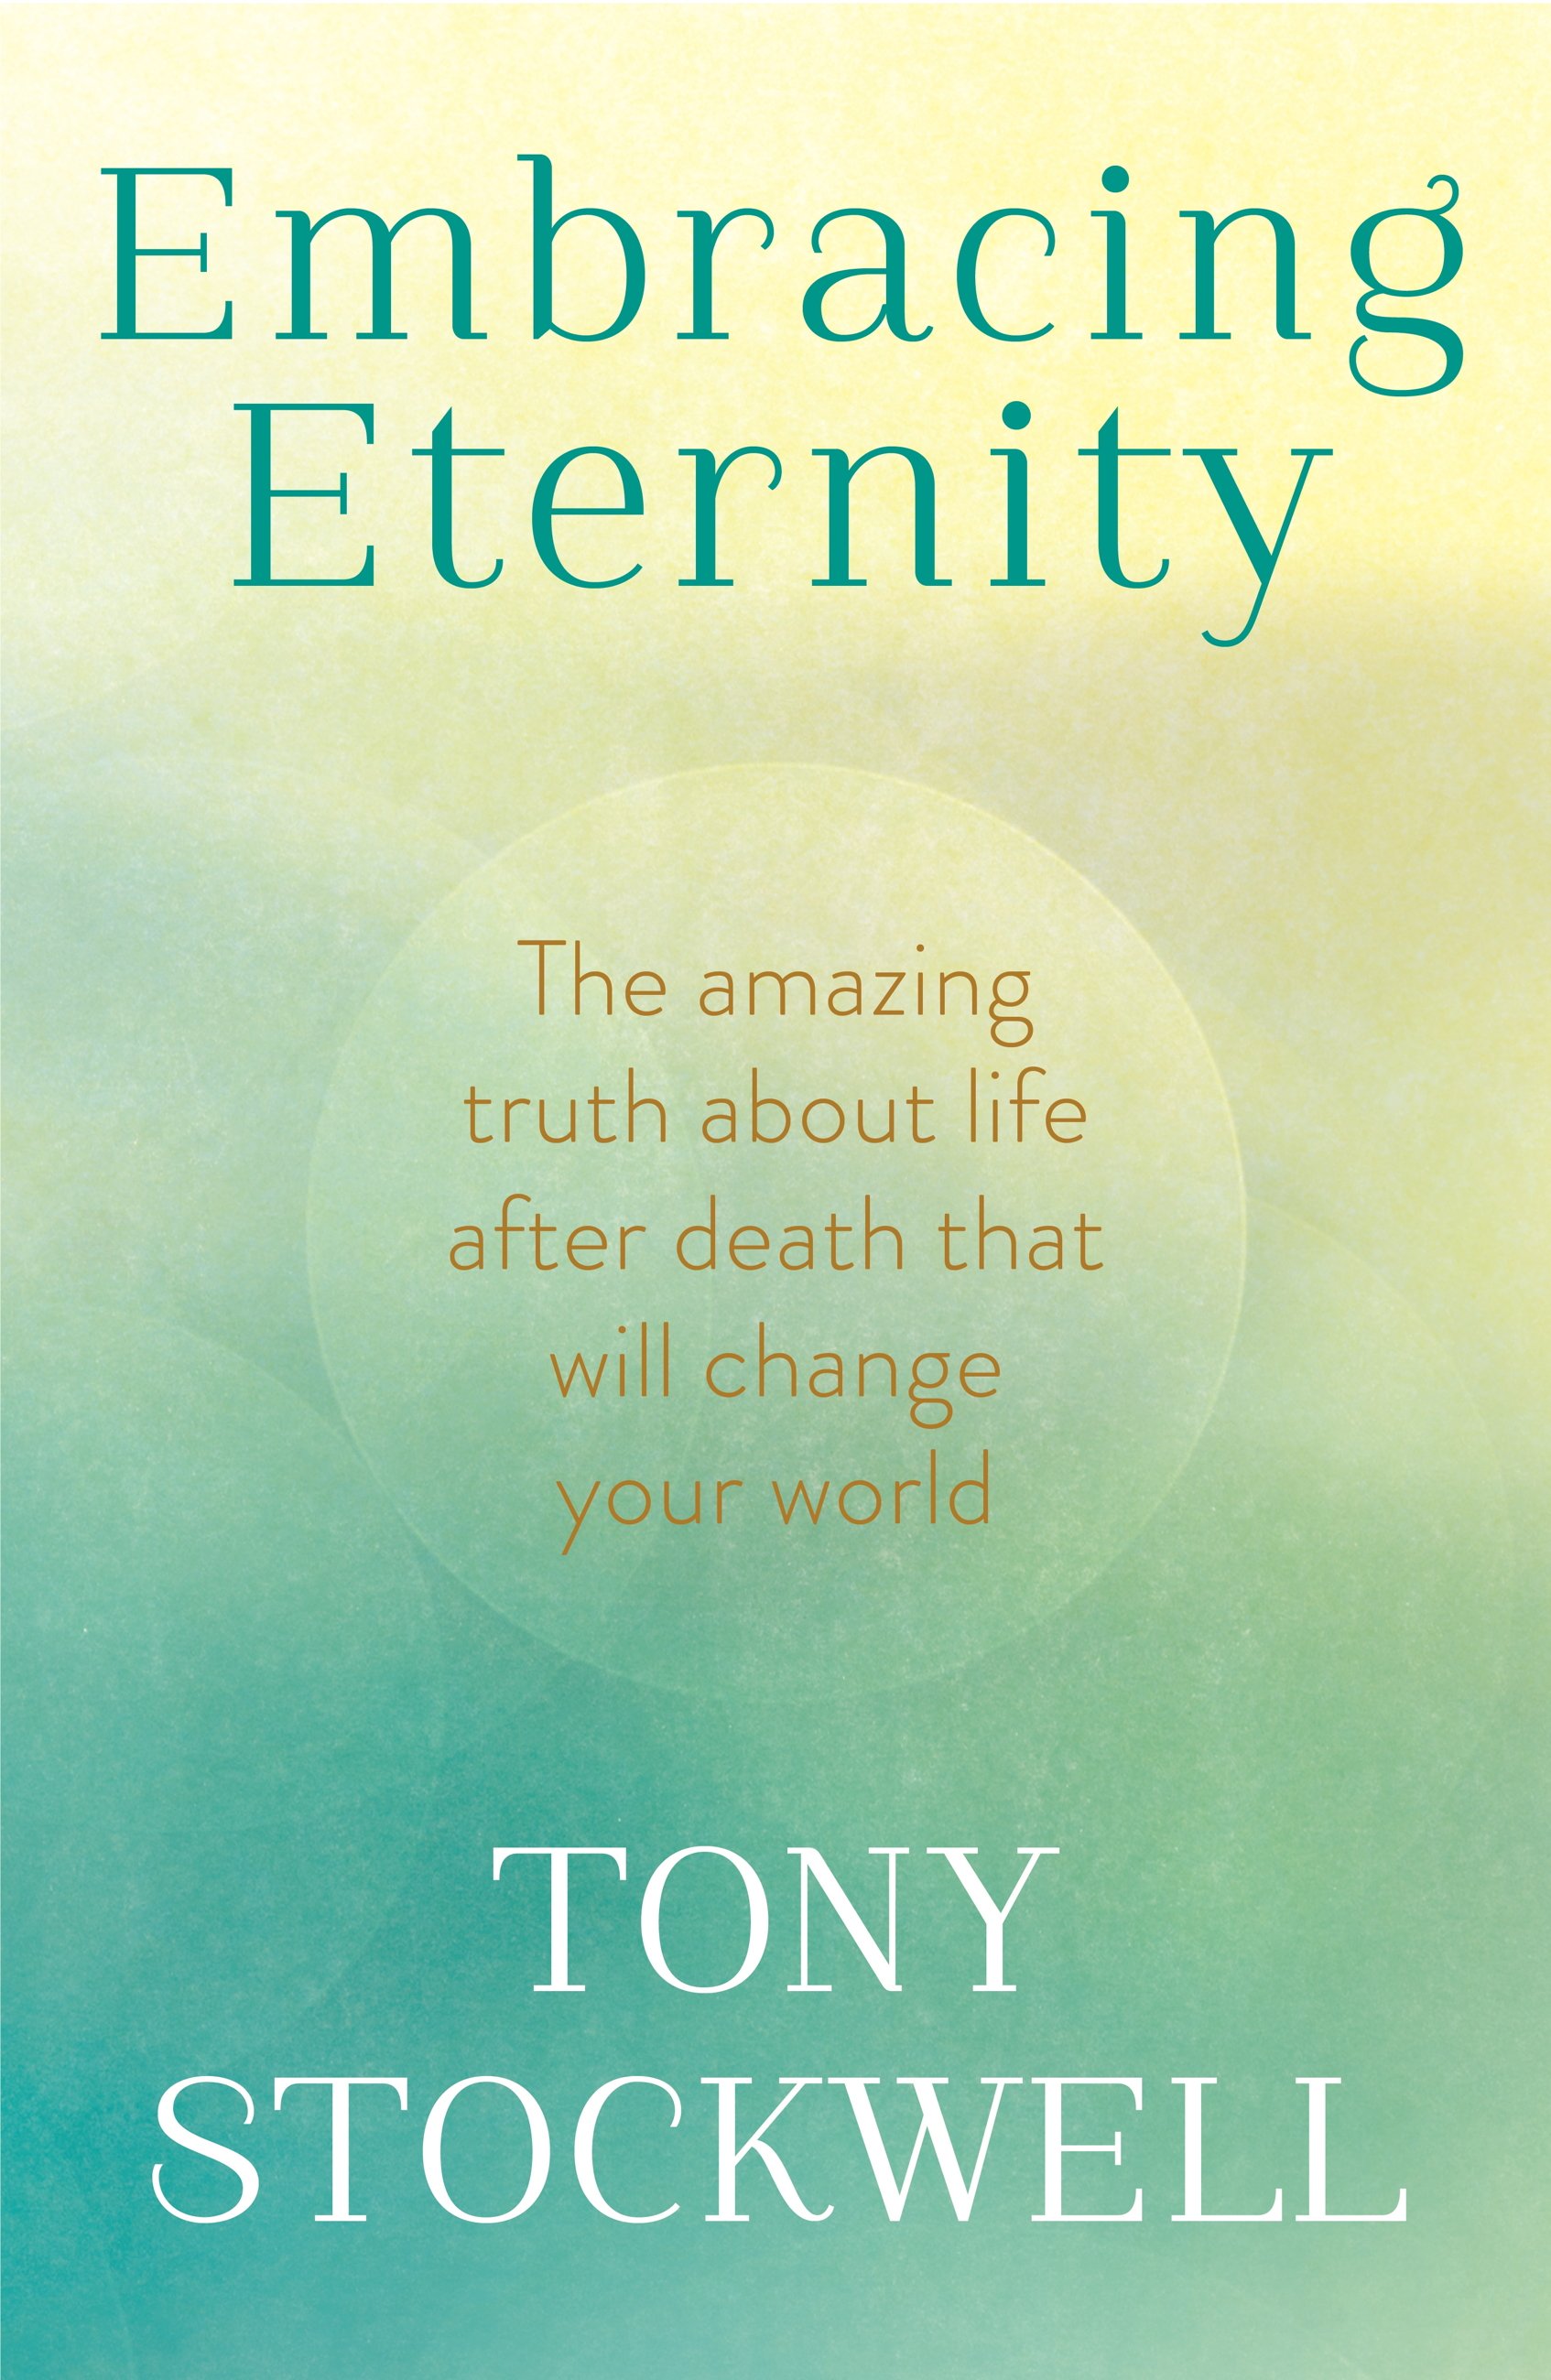 Embracing
Eternity
The amazing
truth about life
after death that
will change
your world
TONY
STOCKWELL